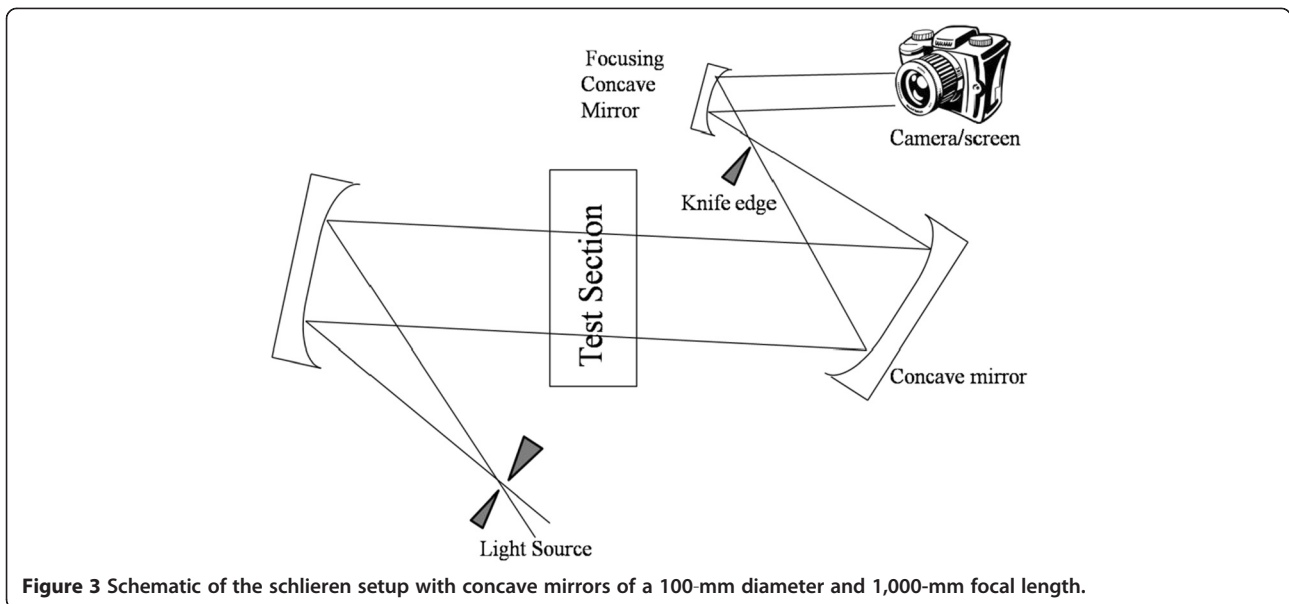 Focusing
Concave
Mirror
Camera/screen
Knife edge
Test Section
Concave mirror
Light Source
Figure 3 Schematic of the schlieren setup with concave mirrors of a 100-mm diameter and 1,000-mm focal length.